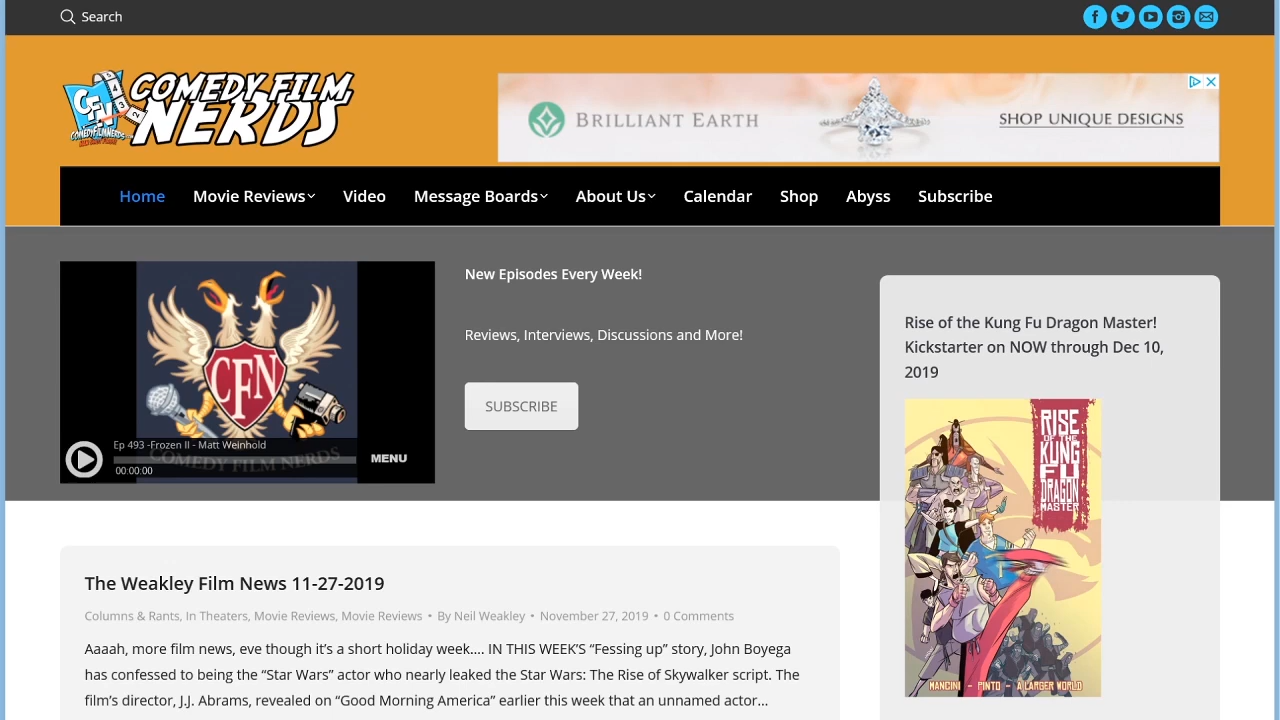 Search
COMEDY FILM
NERDS
CFN
COMEDYFILMNERDS
BRILLIANT EARTH
SHOP UNIQUE DESIGNS
Home Movie Reviews Video Message Boards About Us Calendar Shop Abyss Subscribe
CFN
Ep 493 -Frozen II - Matt Weinhold
COMEDY FILM NERDS
00:00:00
MENU
New Episodes Every Week!
Reviews, Interviews, Discussions and More!
SUBSCRIBE
Rise of the Kung Fu Dragon Master!
Kickstarter on NOW through Dec 10,
2019
RISE
OF THE
KUNG
FU
DRAGON
MASTER
MANCINI - PINTO - A LARGER WORLD
The Weakley Film News 11-27-2019
Columns & Rants, In Theaters, Movie Reviews, Movie Reviews • By Neil Weakley • November 27, 2019 • 0 Comments
Aaaah, more film news, eve though it’s a short holiday week…. IN THIS WEEK’S “Fessing up” story, John Boyega
has confessed to being the “Star Wars” actor who nearly leaked the Star Wars: The Rise of Skywalker script. The
film’s director, J.J. Abrams, revealed on “Good Morning America” earlier this week that an unnamed actor…